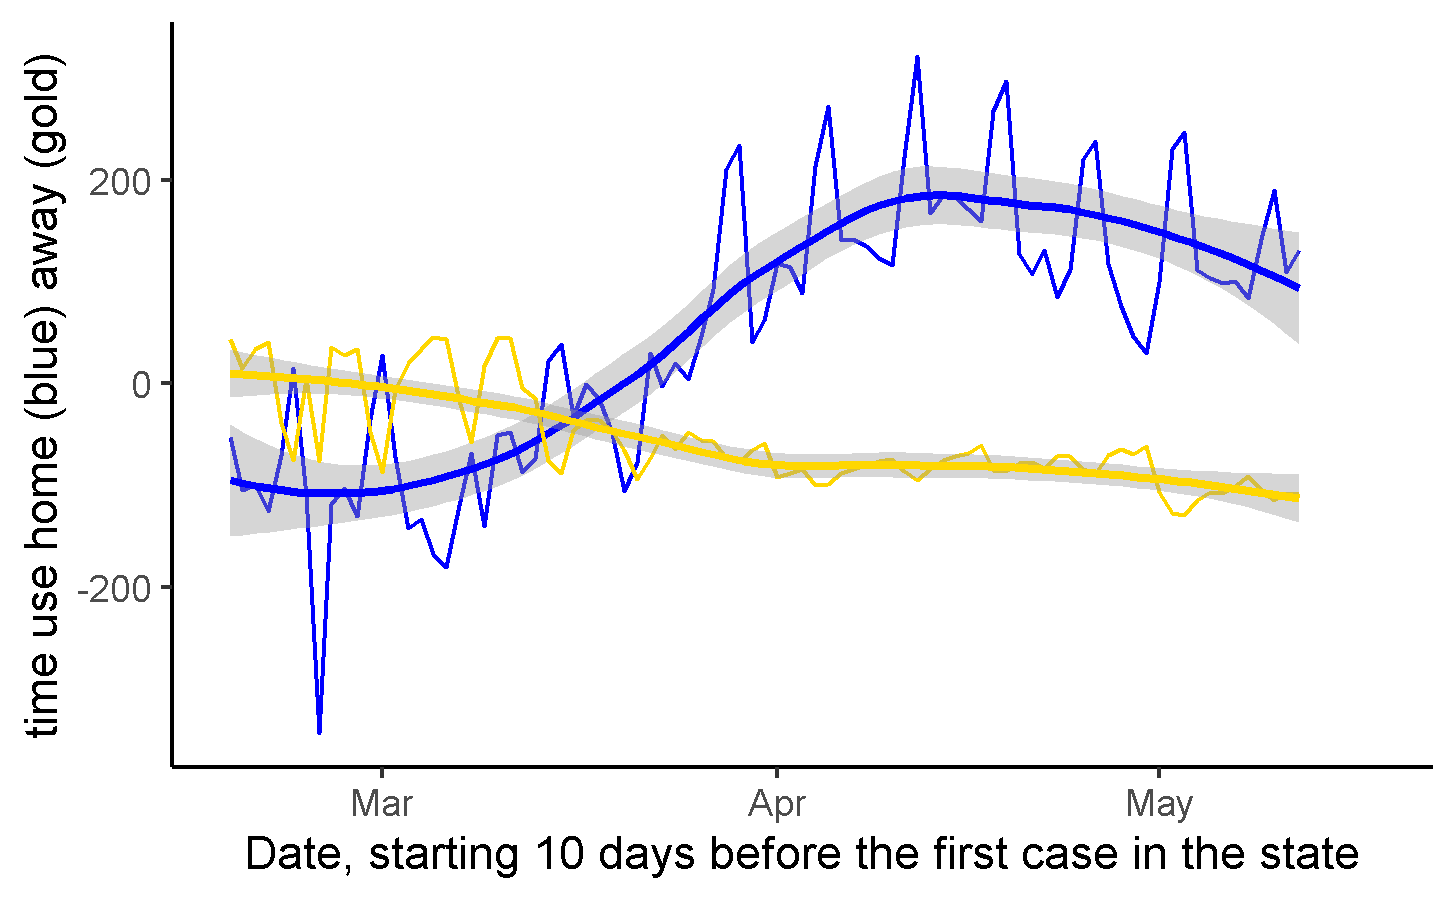 time use home (blue) away (gold)
200
0
-200
Mar
Apr
May
Date, starting 10 days before the first case in the state